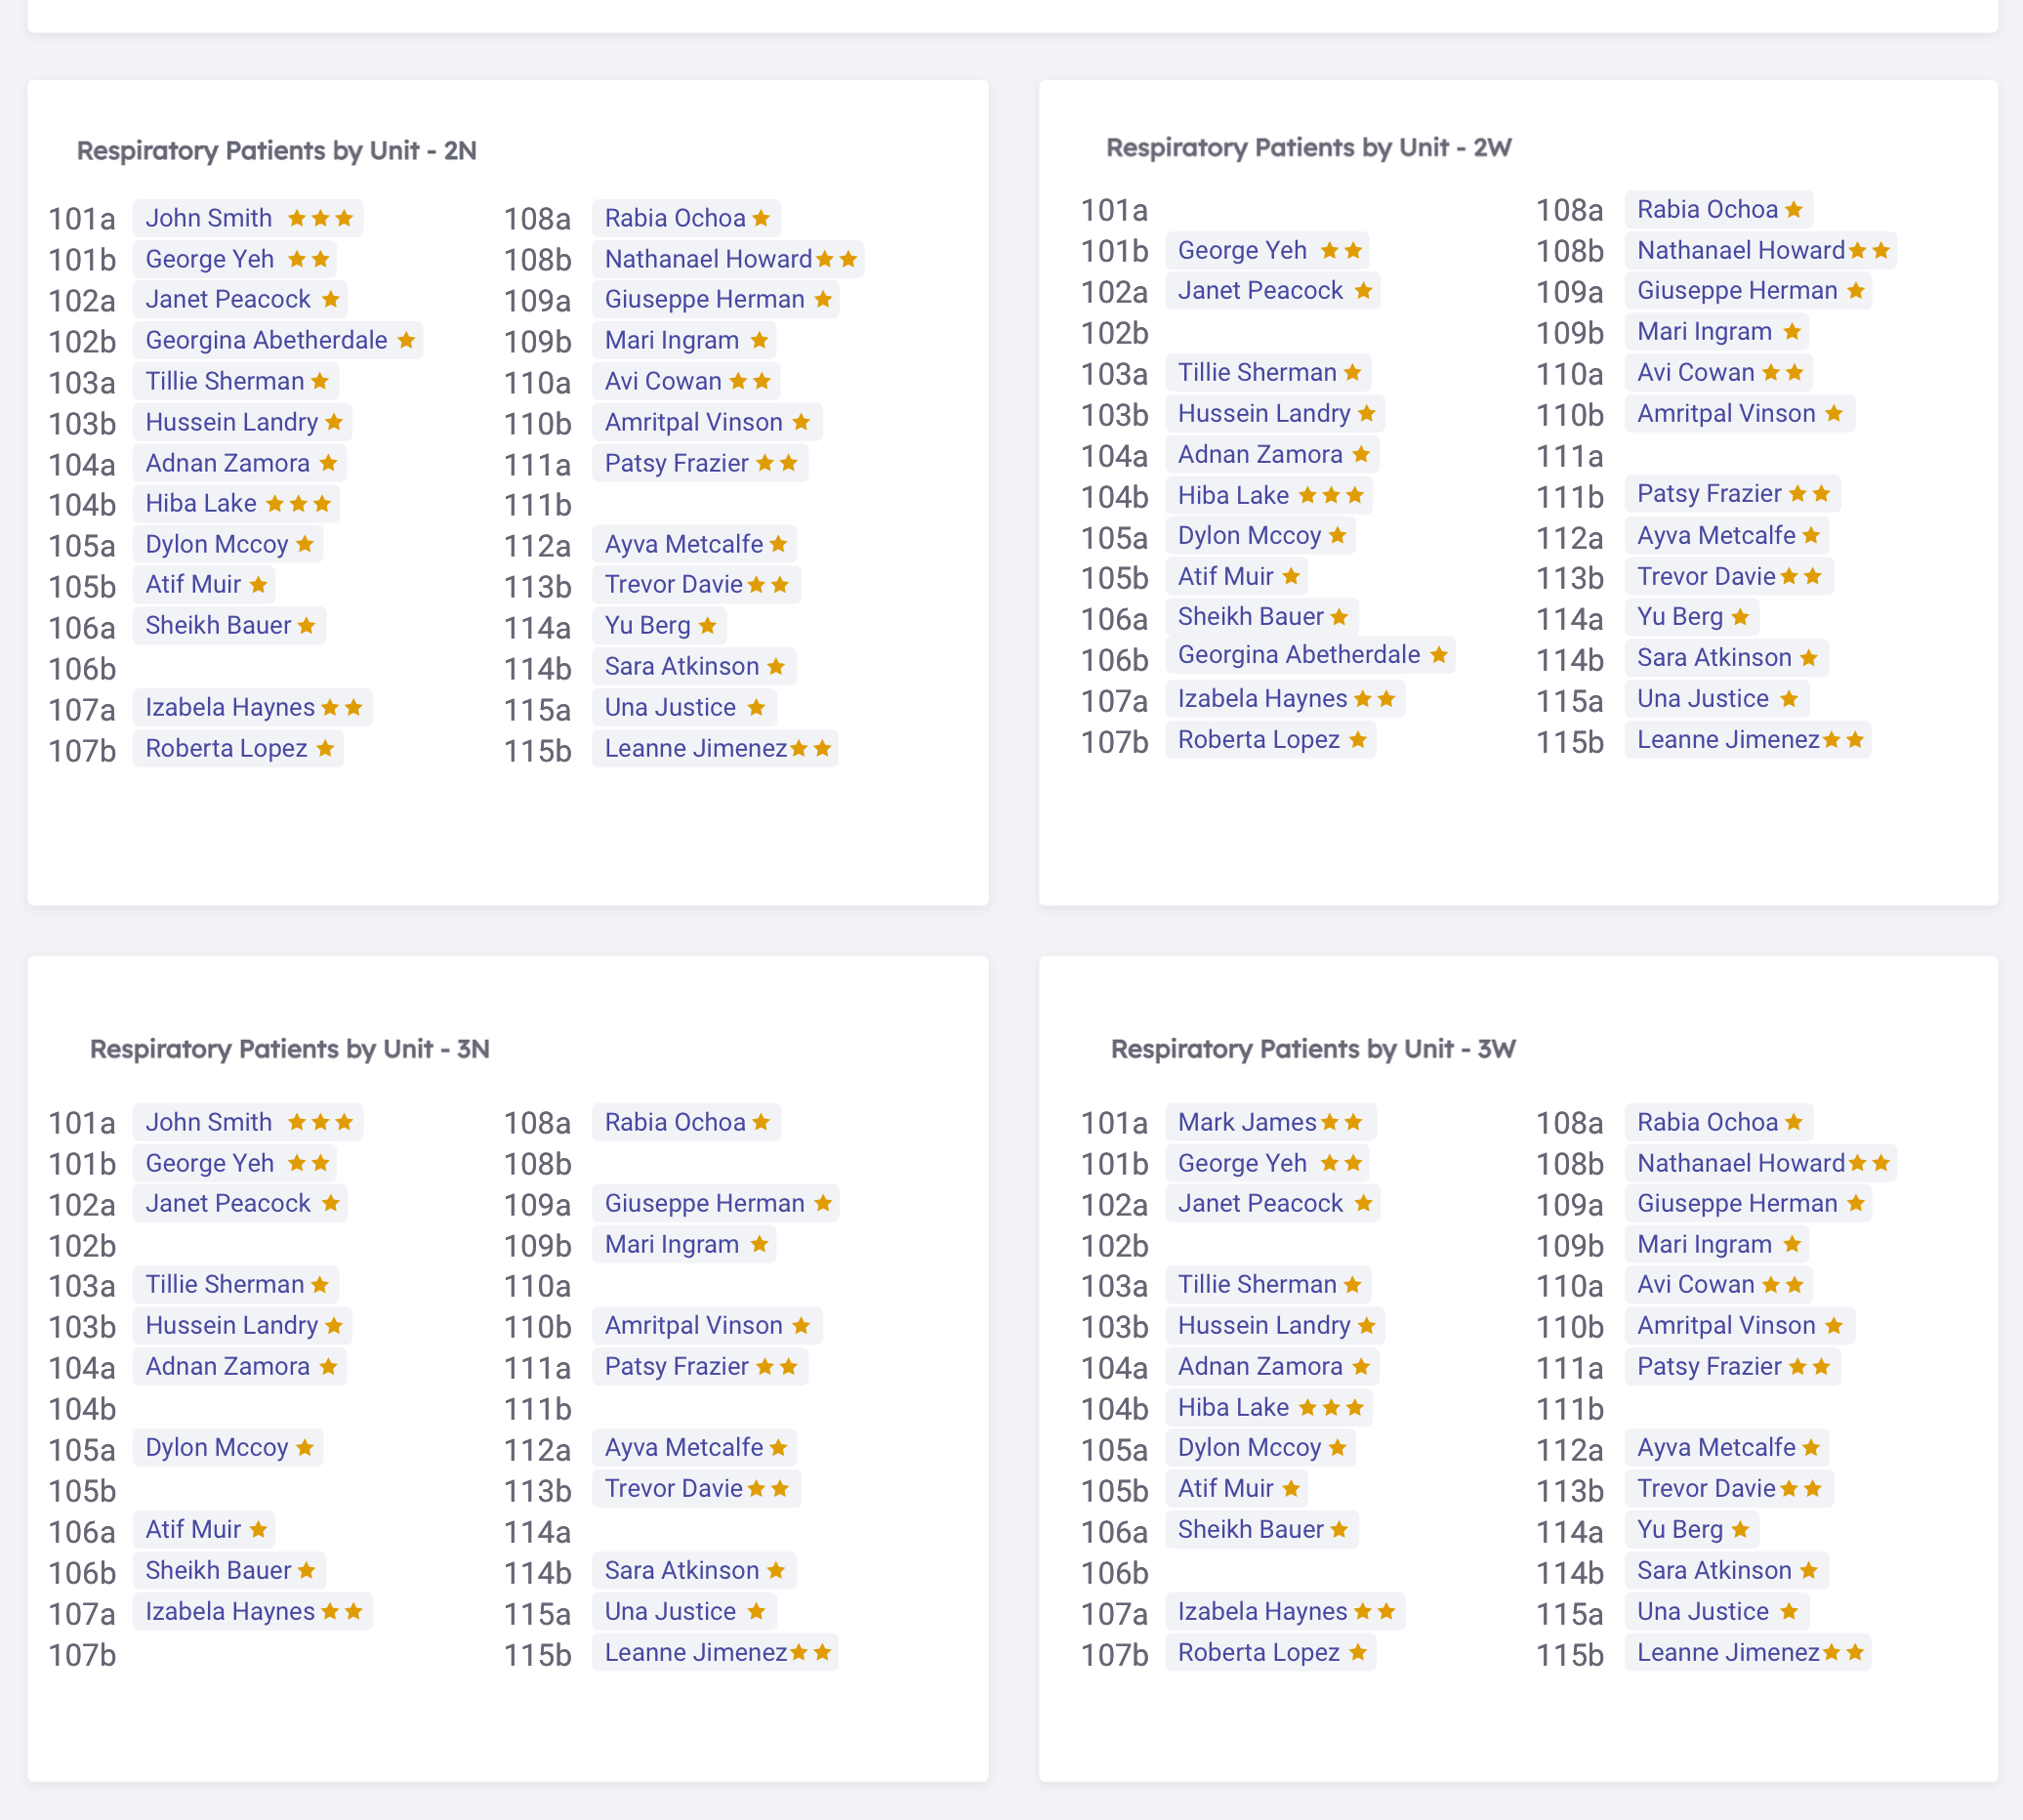 Respiratory Patients by Unit - 2N
101a John Smith ★★★
101b George Yeh ★★
102a Janet Peacock ★
102b Georgina Abetherdale ★
103a Tillie Sherman ★
103b Hussein Landry ★
104a Adnan Zamora ★
104b Hiba Lake ★★★
105a Dylon Mccoy ★
105b Atif Muir ★
106a Sheikh Bauer ★
106b
107a Izabela Haynes ★★
107b Roberta Lopez ★
108a Rabia Ochoa ★
108b Nathanael Howard ★★
109a Giuseppe Herman ★
109b Mari Ingram ★
110a Avi Cowan ★★
110b Amritpal Vinson ★
111a Patsy Frazier ★★
111b
112a Ayva Metcalfe ★
113b Trevor Davie ★★
114a Yu Berg ★
114b Sara Atkinson ★
115a Una Justice ★
115b Leanne Jimenez ★★
Respiratory Patients by Unit - 2W
101a
101b George Yeh ★★
102a Janet Peacock ★
102b
103a Tillie Sherman ★
103b Hussein Landry ★
104a Adnan Zamora ★
104b Hiba Lake ★★★
105a Dylon Mccoy ★
105b Atif Muir ★
106a Sheikh Bauer ★
106b Georgina Abetherdale ★
107a Izabela Haynes ★★
107b Roberta Lopez ★
108a Rabia Ochoa ★
108b Nathanael Howard ★★
109a Giuseppe Herman ★
109b Mari Ingram ★
110a Avi Cowan ★★
110b Amritpal Vinson ★
111a
111b Patsy Frazier ★★
112a Ayva Metcalfe ★
113b Trevor Davie ★★
114a Yu Berg ★
114b Sara Atkinson ★
115a Una Justice ★
115b Leanne Jimenez ★★
Respiratory Patients by Unit - 3N
101a John Smith ★★★
101b George Yeh ★★
102a Janet Peacock ★
102b
103a Tillie Sherman ★
103b Hussein Landry ★
104a Adnan Zamora ★
104b
105a Dylon Mccoy ★
105b
106a Atif Muir ★
106b Sheikh Bauer ★
107a Izabela Haynes ★★
107b
108a Rabia Ochoa ★
108b
109a Giuseppe Herman ★
109b Mari Ingram ★
110a
110b Amritpal Vinson ★
111a Patsy Frazier ★★
111b
112a Ayva Metcalfe ★
113b Trevor Davie ★★
114a
114b Sara Atkinson ★
115a Una Justice ★
115b Leanne Jimenez ★★
Respiratory Patients by Unit - 3W
101a Mark James ★★
101b George Yeh ★★
102a Janet Peacock ★
102b
103a Tillie Sherman ★
103b Hussein Landry ★
104a Adnan Zamora ★
104b Hiba Lake ★★★
105a Dylon Mccoy ★
105b Atif Muir ★
106a Sheikh Bauer ★
106b
107a Izabela Haynes ★★
107b Roberta Lopez ★
108a Rabia Ochoa ★
108b Nathanael Howard ★★
109a Giuseppe Herman ★
109b Mari Ingram ★
110a Avi Cowan ★★
110b Amritpal Vinson ★
111a Patsy Frazier ★★
111b
112a Ayva Metcalfe ★
113b Trevor Davie ★★
114a Yu Berg ★
114b Sara Atkinson ★
115a Una Justice ★
115b Leanne Jimenez ★★